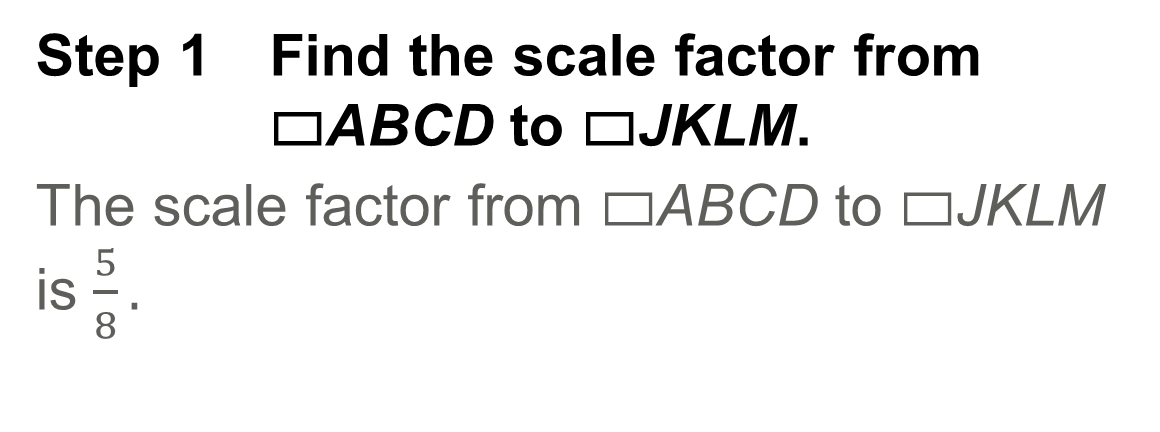 Step 1 Find the scale factor from
▭ABCD to ▭JKLM.
The scale factor from ▭ABCD to ▭JKLM
is 5/8.